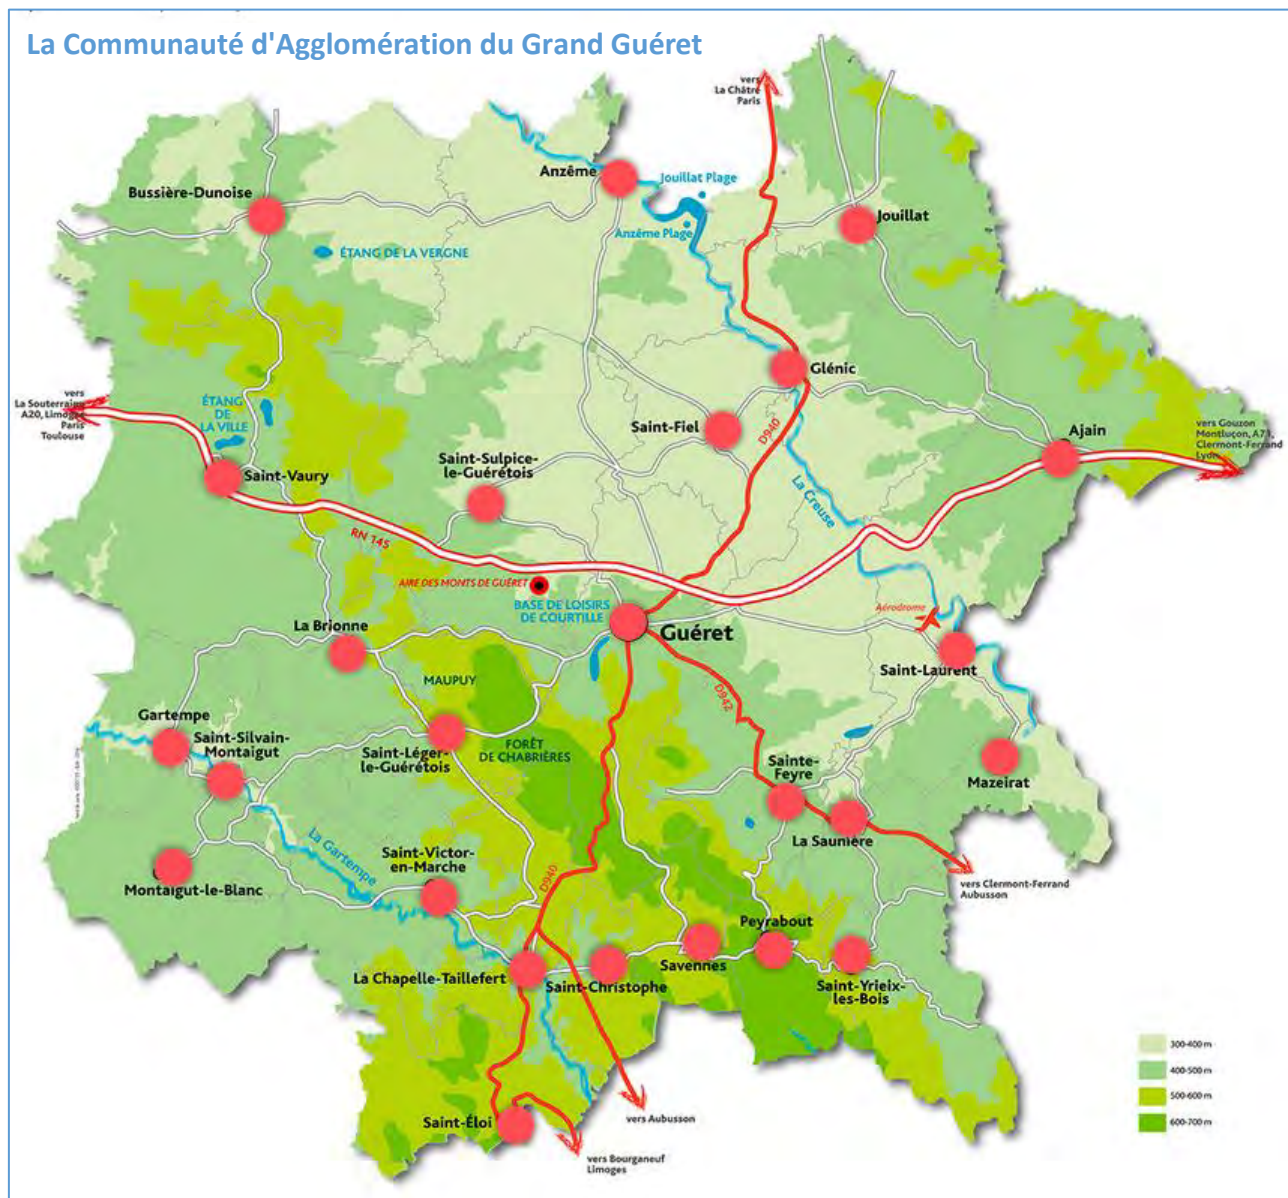 La Communauté d'Agglomération du Grand Guéret
vers
La Châtre
Paris
Anzême
Jouillat Plage
Bussière-Dunoise
Jouillat
Anzême Plage
ÉTANG DE LA VERGNE
Glénic
vers
La Souterraine
A20, Limoges
Paris
Toulouse
ÉTANG
DE
LA VILLE
Saint-Fiel
D940
Ajain
vers Gouzon
Montluçon, A71,
Clermont-Ferrand
Lyon
Saint-Sulpice-
le-Guérétois
Saint-Vaury
La Creuse
RN 145
AIRE DES MONTS DE GUÉRET
BASE DE LOISIRS
DE COURTILLE
Aérodrome
La Brionne
Guéret
Saint-Laurent
MAUPUY
D942
Gartempe
Saint-Silvain-
Montaigut
Saint-Léger-
le-Guérétois
FORÊT
DE CHABRIÈRES
Sainte-
Feyre
Mazeirat
La Saunière
La Gartempe
Saint-Victor-
en-Marche
Montaigut-le-Blanc
D940
vers Clermont-Ferrand
Aubusson
Peyrabout
Savennes
La Chapelle-Taillefert
Saint-Christophe
Saint-Yrieix-
les-Bois
300-400 m
400-500 m
500-600 m
600-700 m
Saint-Éloi
vers Aubusson
vers Bourganeuf
Limoges